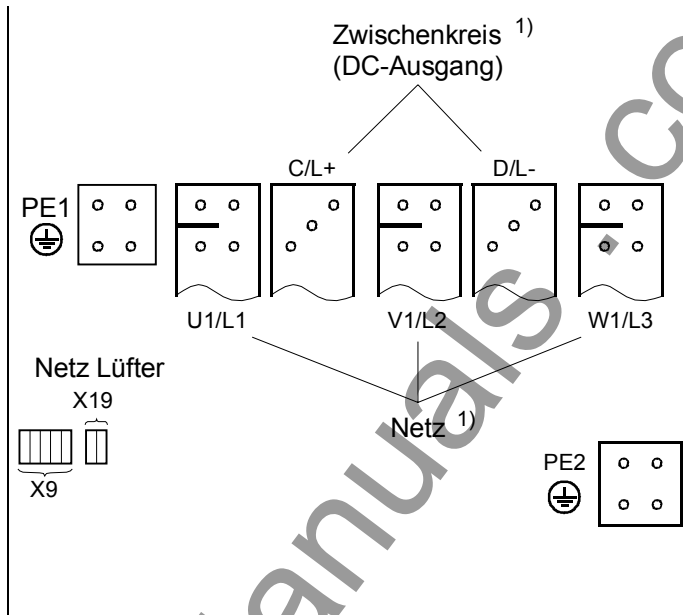 Zwischenkreis 1)
(DC-Ausgang)
C/L+
D/L-
PE1
U1/L1
V1/L2
W1/L3
Netz Lüfter
X19
Netz 1)
X9
PE2